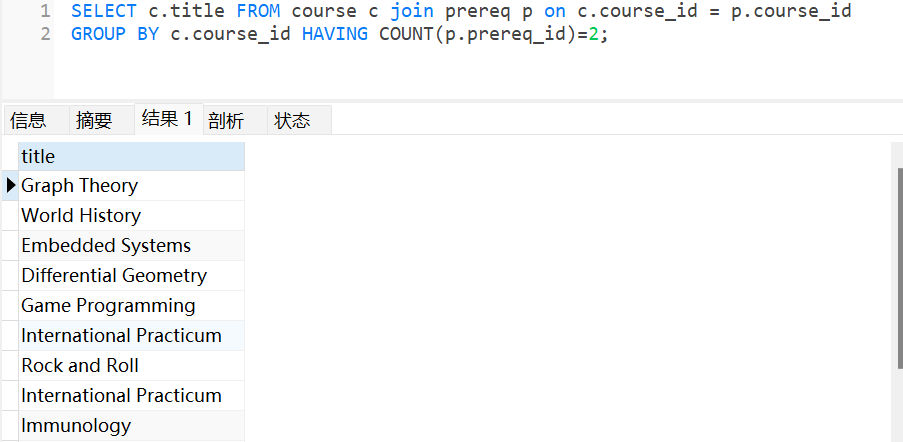 1 SELECT c.title FROM course c join prereq p on c.course_id = p.course_id
2 GROUP BY c.course_id HAVING COUNT(p.prereq_id)=2;
信息 摘要 结果 1 剖析 状态
title
Graph Theory
World History
Embedded Systems
Differential Geometry
Game Programming
International Practicum
Rock and Roll
International Practicum
Immunology